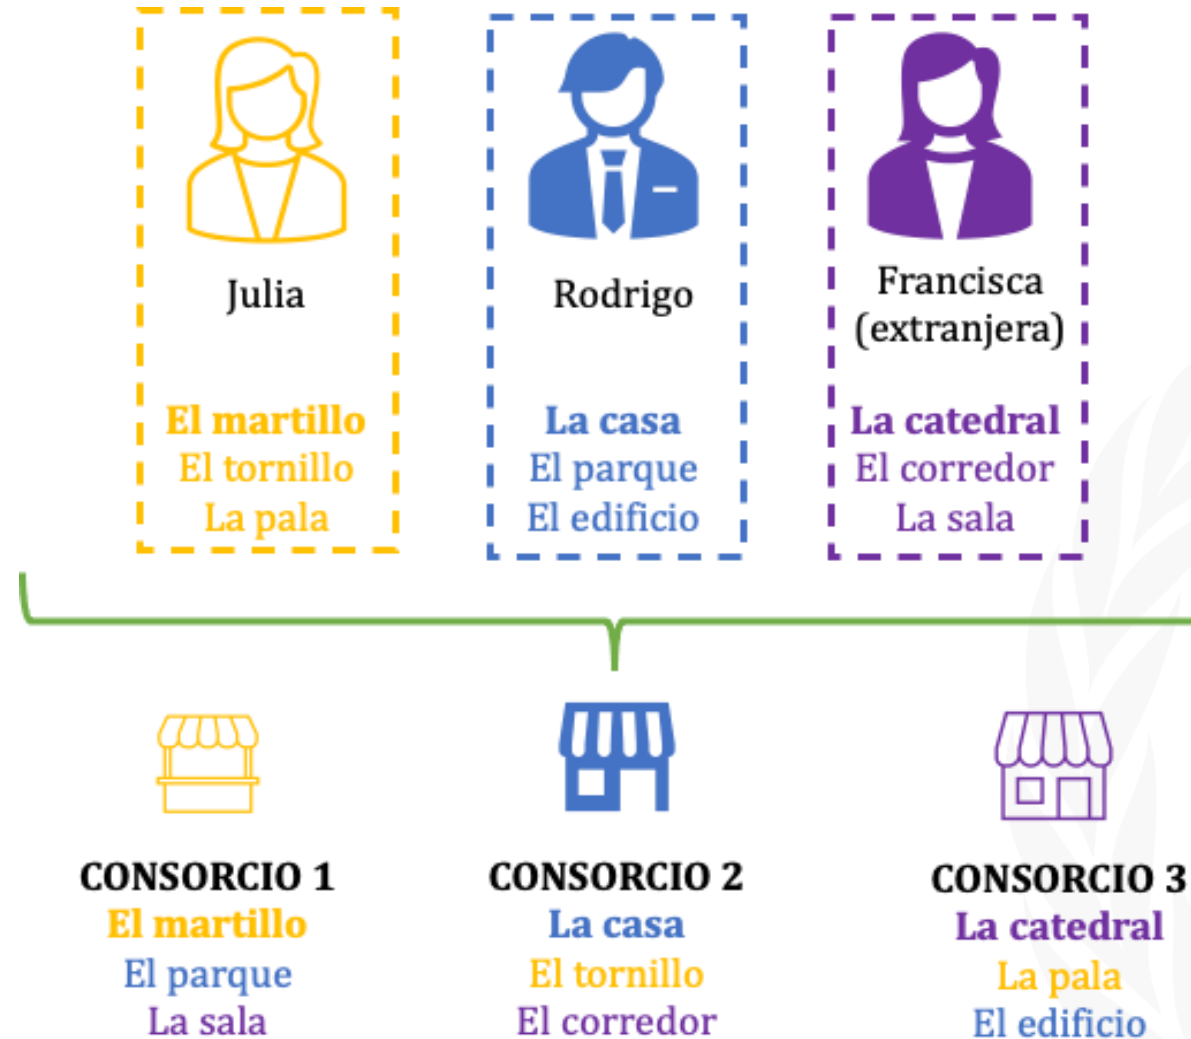 Julia
El martillo
El tornillo
La pala
Rodrigo
La casa
El parque
El edificio
Francisca
(extranjera)
La catedral
El corredor
La sala
CONSORCIO 1
El martillo
El parque
La sala
CONSORCIO 2
La casa
El tornillo
El corredor
CONSORCIO 3
La catedral
La pala
El edificio